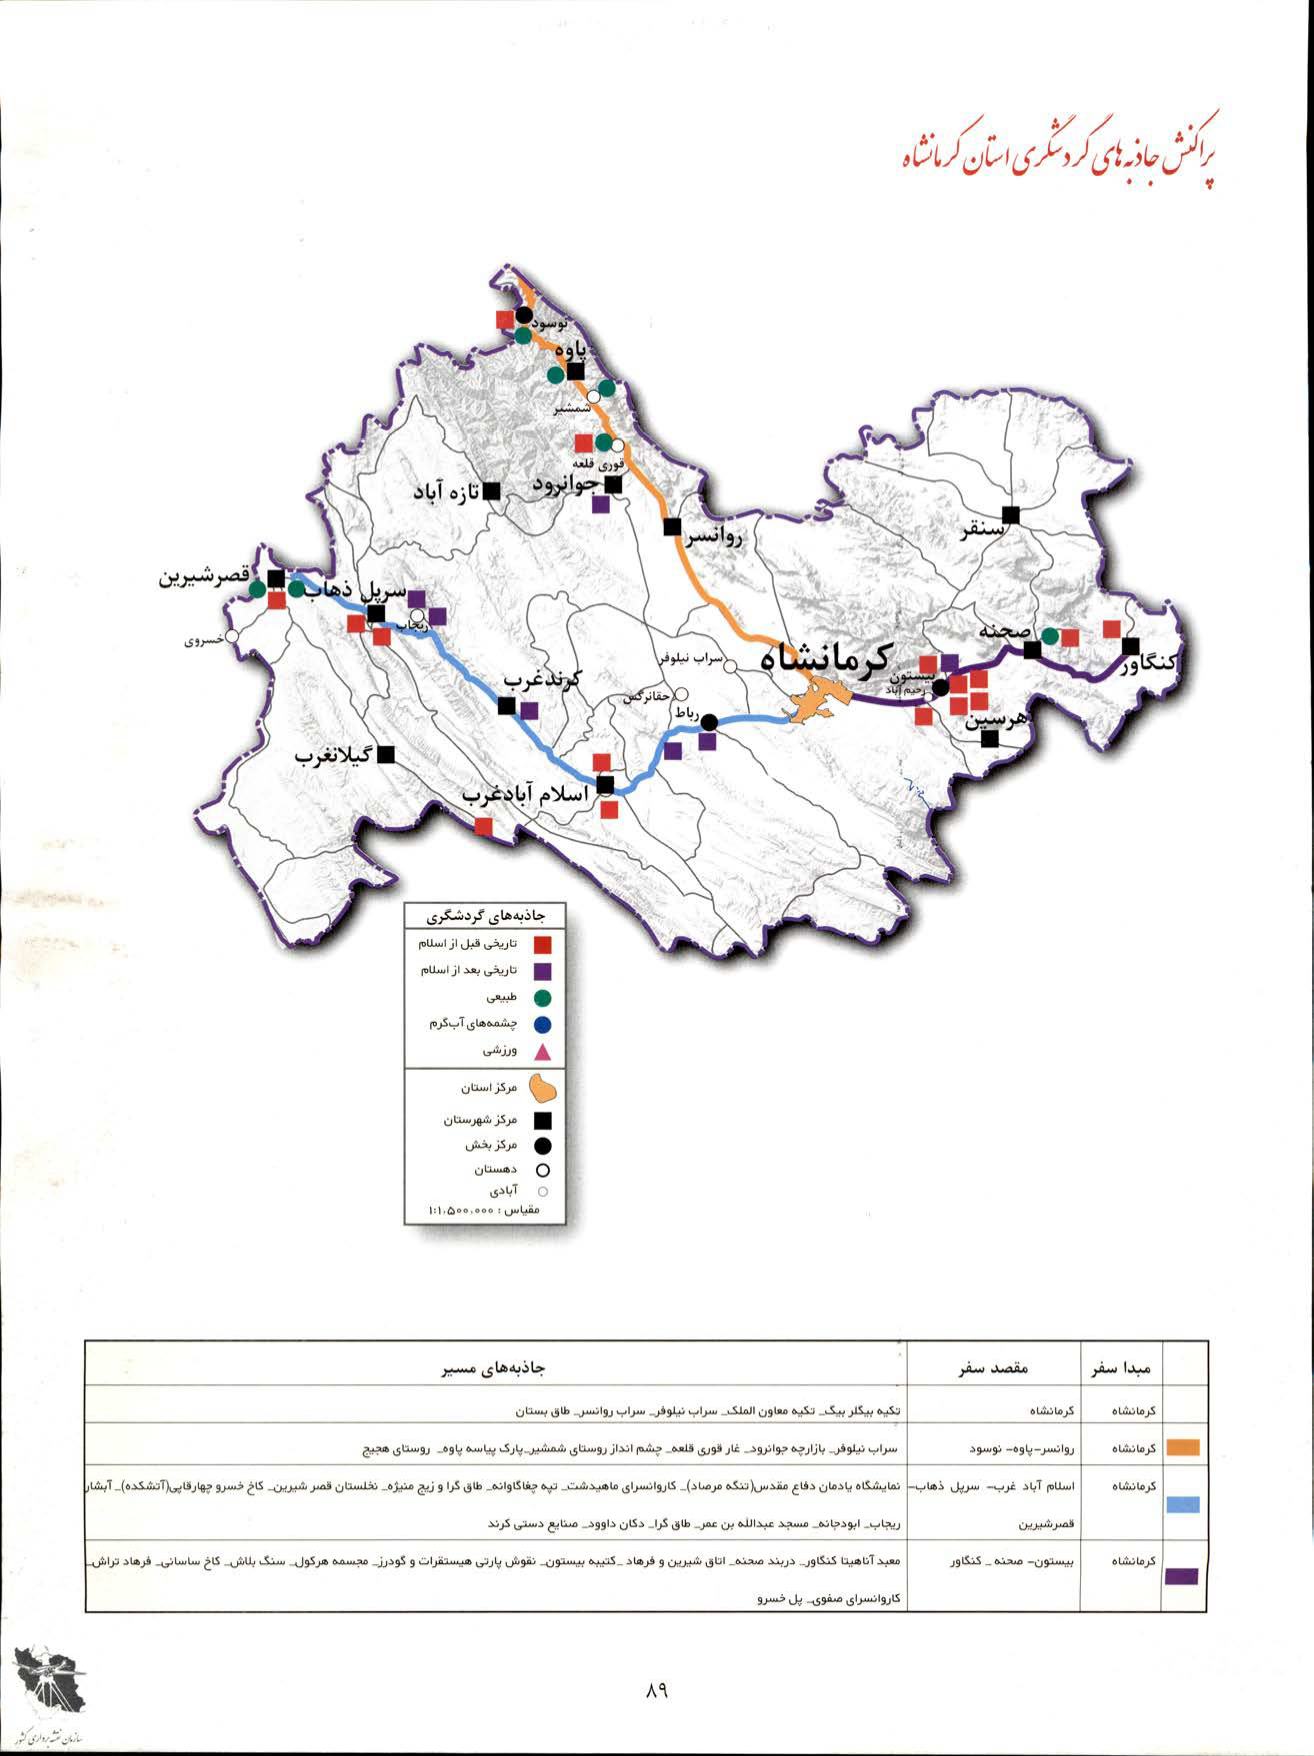 پراکنش جاذبه‌های گردشگری استان کرمانشاه
نوسود
پاوه
شمشیر
قوری قلعه
جوانرود
تازه آباد
روانسر
سنقر
قصرشیرین
سرپل ذهاب
ریجاب
خسروی
صحنه
کنگاور
کرمانشاه
سراب نیلوفر
بیستون
رحیم آباد
کرندغرب
رباط
هرسین
گیلانغرب
اسلام آبادغرب
جاذبه‌های گردشگری
تاریخی قبل از اسلام
تاریخی بعد از اسلام
طبیعی
چشمه‌های آب‌گرم
ورزشی
مرکز استان
مرکز شهرستان
مرکز بخش
دهستان
آبادی
مقیاس : ۱:۱،۵۰۰،۰۰۰
مبدا سفر مقصد سفر جاذبه‌های مسیر
کرمانشاه کرمانشاه تکیه بیگلر بیگ_ تکیه معاون الملک_ سراب نیلوفر_ سراب روانسر_ طاق بستان
کرمانشاه روانسر-پاوه- نوسود سراب نیلوفر_ بازارچه جوانرود_ غار قوری قلعه_ چشم انداز روستای شمشیر_پارک پیاسه پاوه_ روستای هجیج
کرمانشاه اسلام آباد غرب- سرپل ذهاب- نمایشگاه یادمان دفاع مقدس(تنگه مرصاد)_ کاروانسرای ماهیدشت_ تپه چغاگاوانه_ طاق گرا و زیج منیژه_ نخلستان قصر شیرین_ کاخ خسرو چهارقاپی(آتشکده)_ آبشار
قصرشیرین ریجاب_ ابودجانه_ مسجد عبدالله بن عمر_ طاق گرا_ دکان داوود_ صنایع دستی کرند
کرمانشاه بیستون- صحنه _ کنگاور معبد آناهیتا کنگاور_ دربند صحنه_ اتاق شیرین و فرهاد _کتیبه بیستون_ نقوش پارتی هیستقرات و گودرز_ مجسمه هرکول_ سنگ بلاش_ کاخ ساسانی_ فرهاد تراش_
کاروانسرای صفوی_ پل خسرو
۸۹
سازمان نقشه برداری کشور